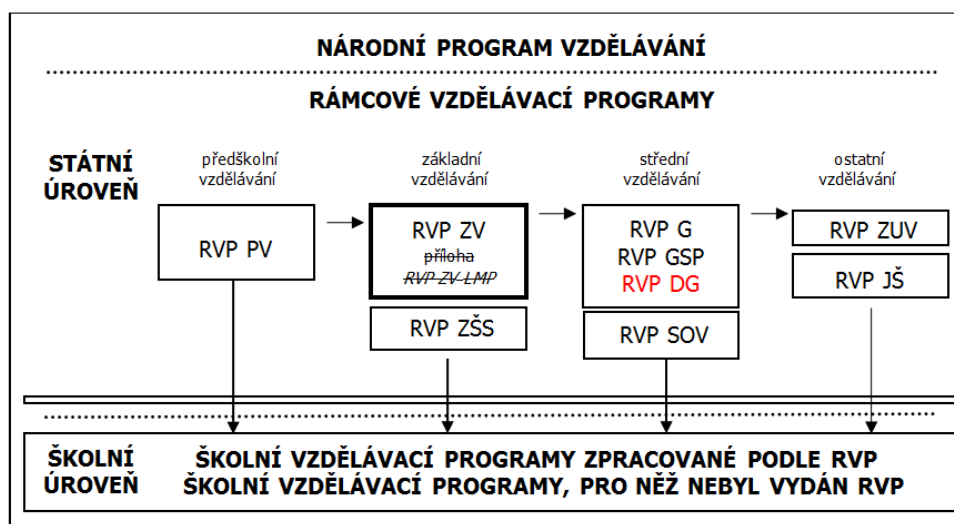 NÁRODNÍ PROGRAM VZDĚLÁVÁNÍ
RÁMCOVÉ VZDĚLÁVACÍ PROGRAMY
STÁTNÍ
ÚROVEŇ
předškolní
vzdělávání
základní
vzdělávání
střední
vzdělávání
ostatní
vzdělávání
RVP PV
RVP ZV
příloha
RVP ZV-LMP
RVP ZŠS
RVP G
RVP GSP
RVP DG
RVP SOV
RVP ZUV
RVP JŠ
ŠKOLNÍ
ÚROVEŇ
ŠKOLNÍ VZDĚLÁVACÍ PROGRAMY ZPRACOVANÉ PODLE RVP
ŠKOLNÍ VZDĚLÁVACÍ PROGRAMY, PRO NĚŽ NEBYL VYDÁN RVP